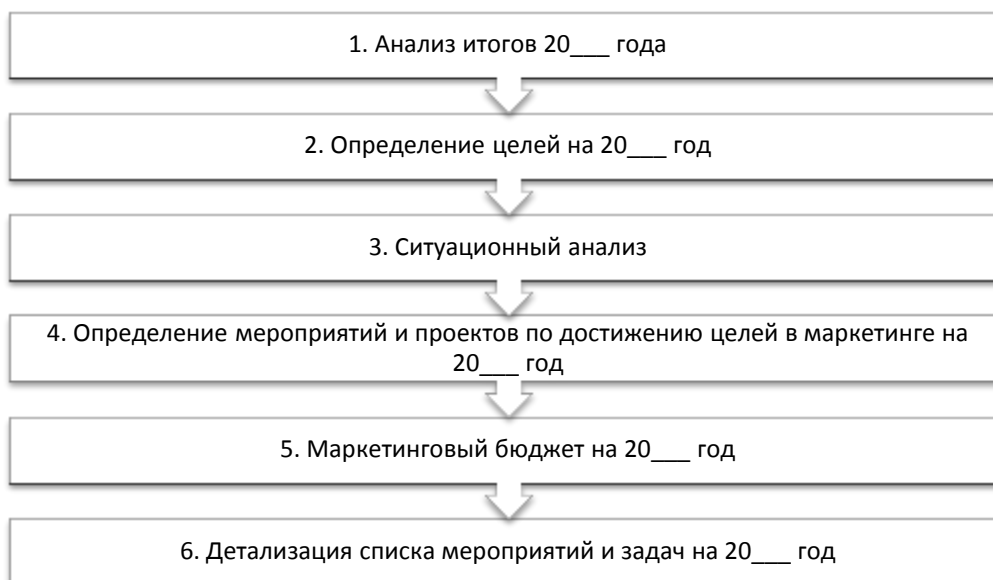 1. Анализ итогов 20___ года
2. Определение целей на 20___ год
3. Ситуационный анализ
4. Определение мероприятий и проектов по достижению целей в маркетинге на
20___ год
5. Маркетинговый бюджет на 20___ год
6. Детализация списка мероприятий и задач на 20___ год